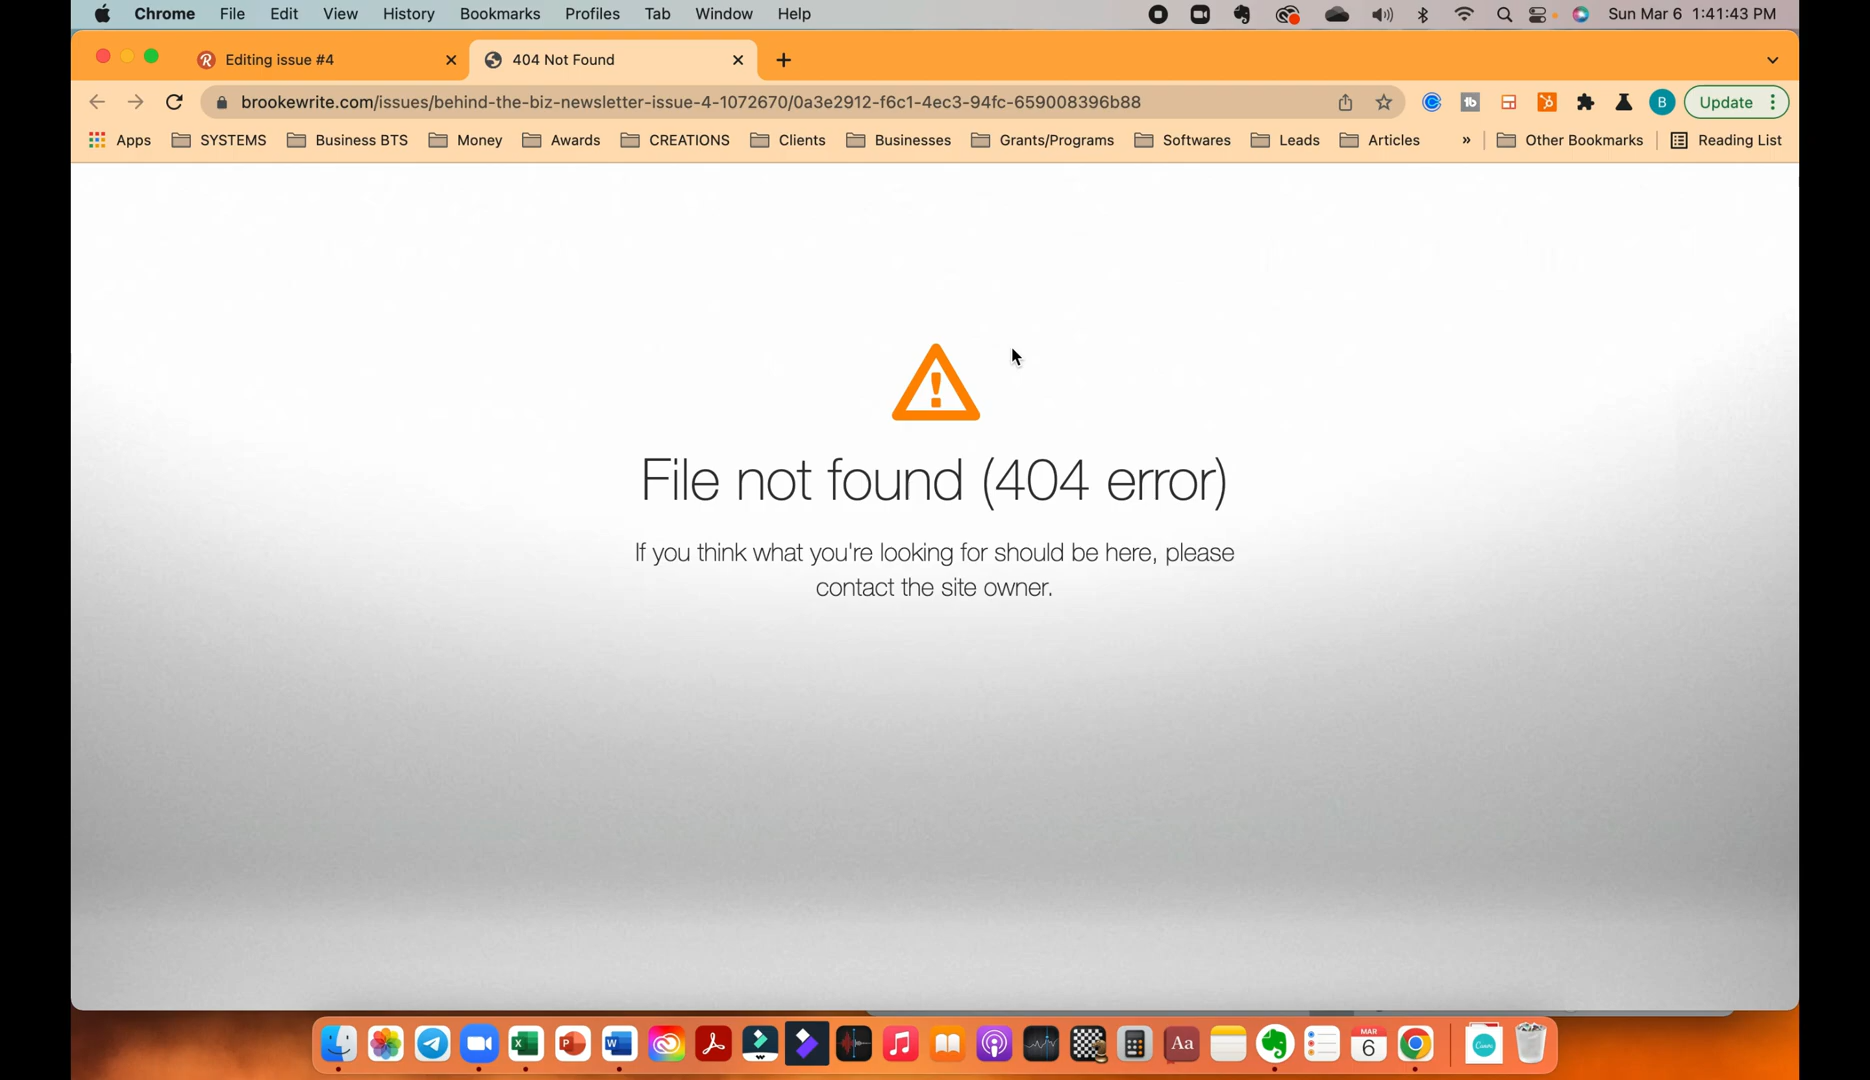 Chrome File Edit View History Bookmarks Profiles Tab Window Help Sun Mar 6 1:41:43 PM
Editing issue #4 404 Not Found
brookewrite.com/issues/behind-the-biz-newsletter-issue-4-1072670/0a3e2912-f6c1-4ec3-94fc-659008396b88 tb B Update
Apps SYSTEMS Business BTS Money Awards CREATIONS Clients Businesses Grants/Programs Softwares Leads Articles » Other Bookmarks Reading List
File not found (404 error)
If you think what you're looking for should be here, please
contact the site owner.
X P W Aa MAR 6 Canva